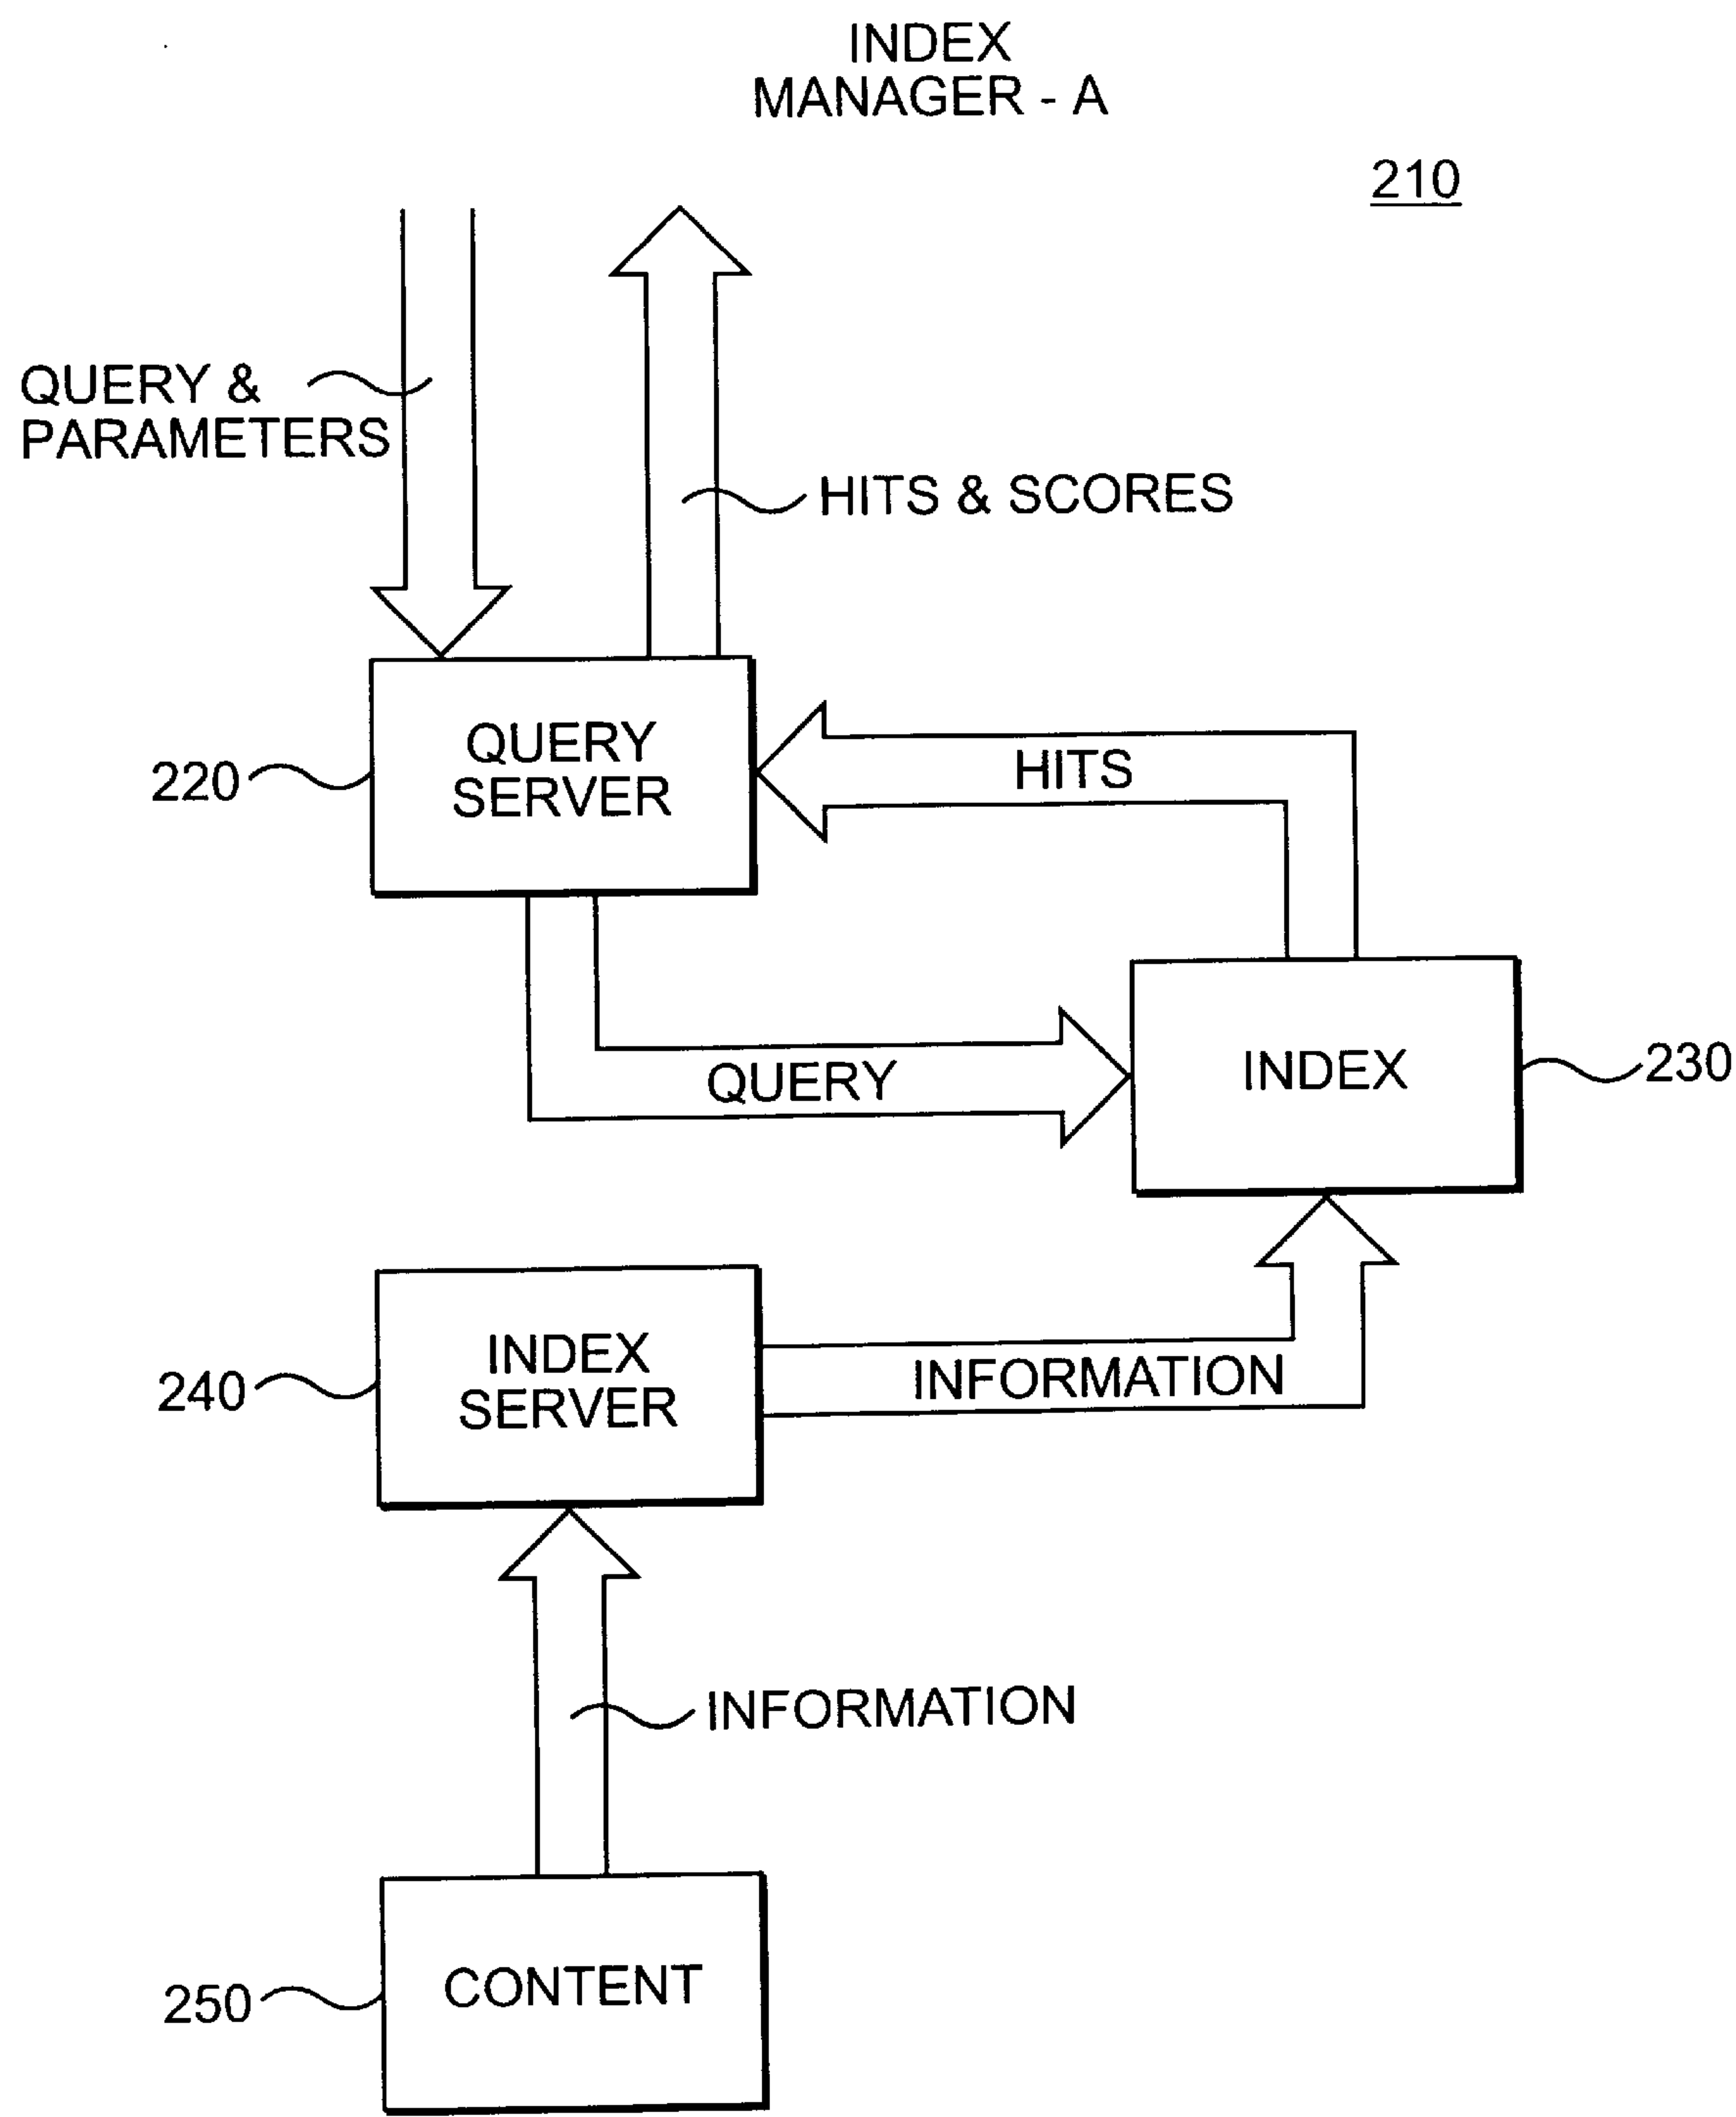 INDEX
MANAGER - A
210
QUERY &
PARAMETERS
HITS & SCORES
QUERY
SERVER
220
HITS
INDEX
230
QUERY
INDEX
SERVER
240
INFORMATION
INFORMATION
CONTENT
250